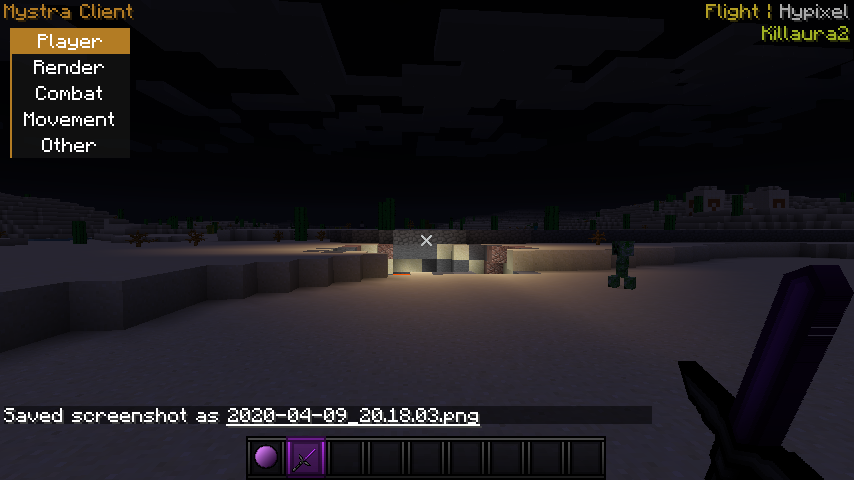 Mystra Client
Flight ¦ Hypixel
Killaura2
Player
Render
Combat
Movement
Other
Saved screenshot as 2020-04-09_20.18.03.png